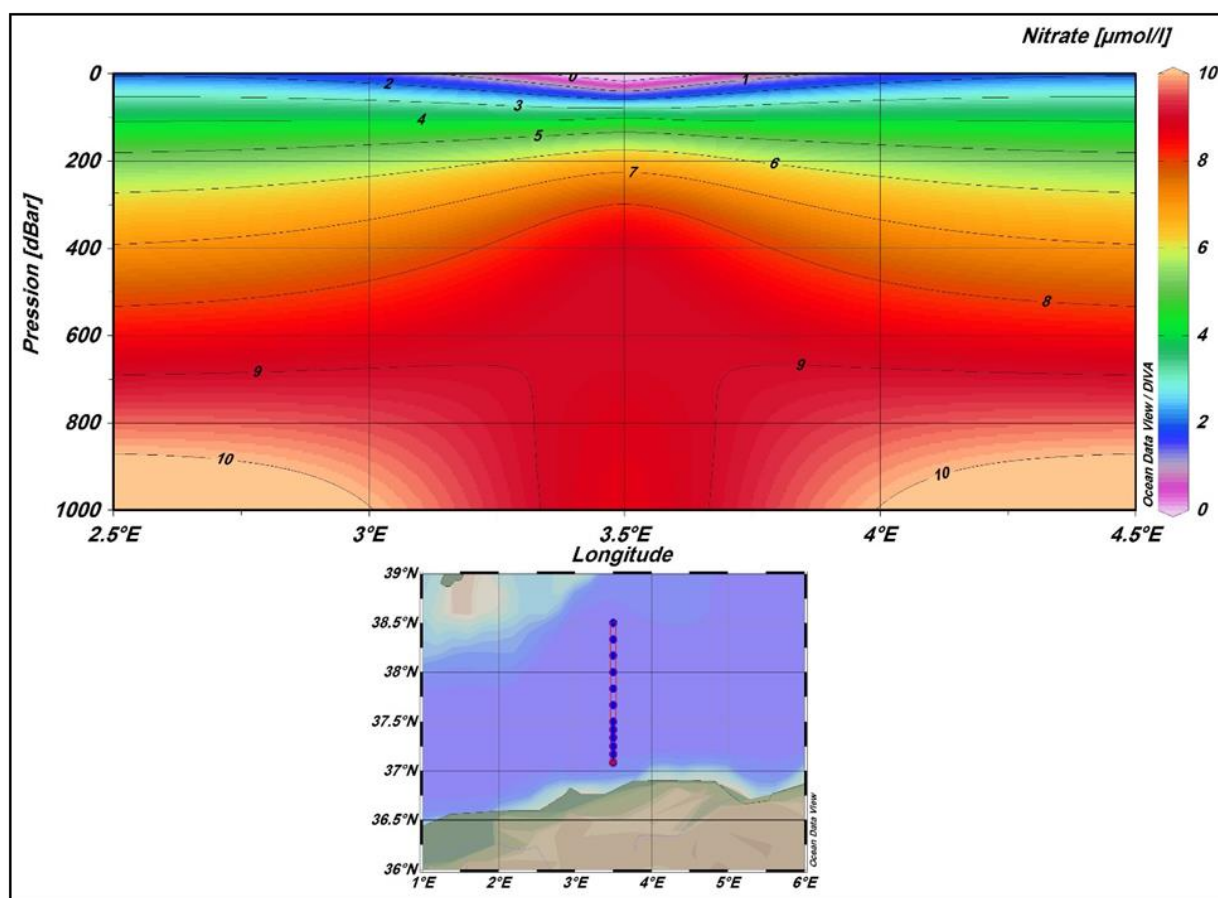 Nitrate [µmol/l]
0
200
400
600
800
1000
Pression [dBar]
0
1
2
3
4
5
6
7
8
9
9
10
10
2.5°E
3°E
3.5°E
4°E
4.5°E
Longitude
10
8
6
4
2
0
Ocean Data View / DIVA
39°N
38.5°N
38°N
37.5°N
37°N
36.5°N
36°N
1°E
2°E
3°E
4°E
5°E
6°E
Ocean Data View